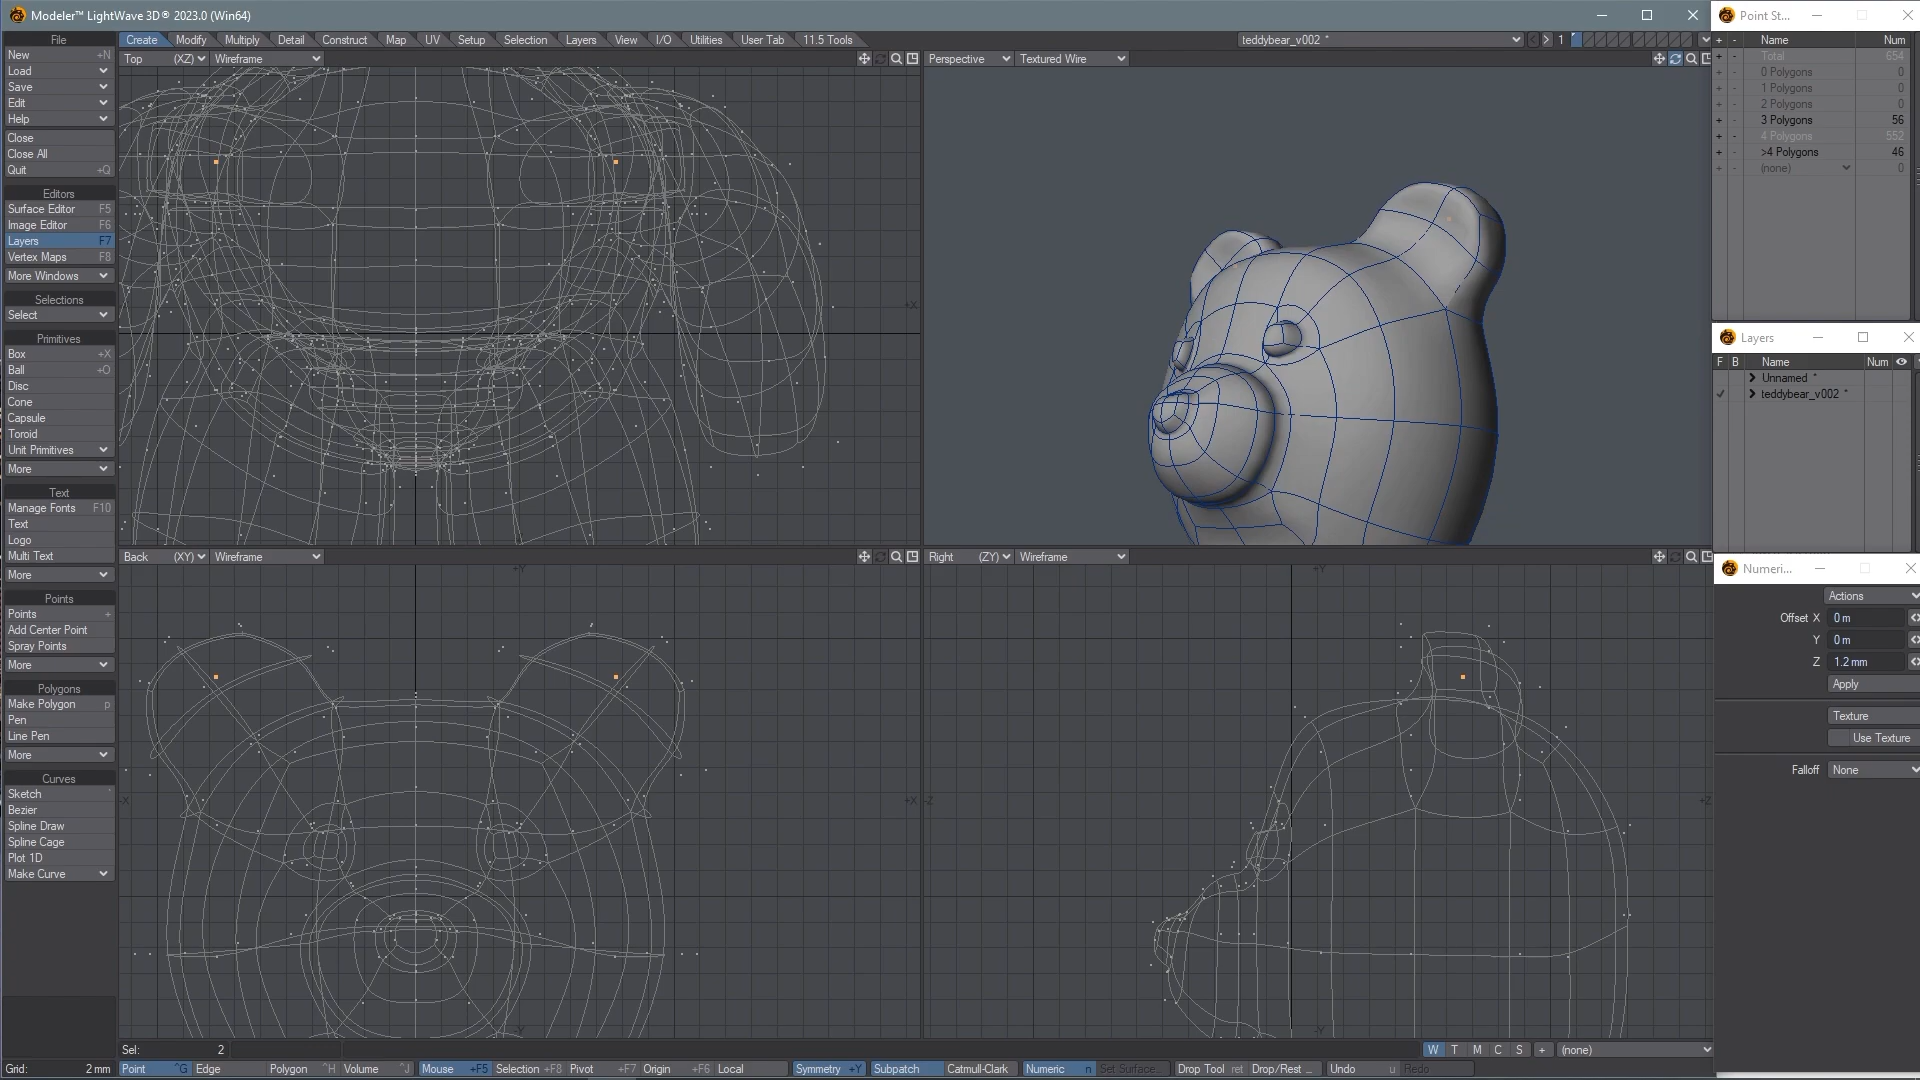 Modeler™ LightWave 3D® 2023.0 (Win64)
File
New +N
Load
Save
Edit
Help
Close
Close All
Quit +Q
Editors
Surface Editor F5
Image Editor F6
Layers F7
Vertex Maps F8
More Windows
Selections
Select
Primitives
Box +X
Ball +O
Disc
Cone
Capsule
Toroid
Unit Primitives
More
Text
Manage Fonts F10
Text
Logo
Multi Text
More
Points
Points +
Add Center Point
Spray Points
More
Polygons
Make Polygon p
Pen
Line Pen
More
Curves
Sketch `
Bezier
Spline Draw
Spline Cage
Plot 1D
Make Curve
Create Modify Multiply Detail Construct Map UV Setup Selection Layers View I/O Utilities User Tab 11.5 Tools teddybear_v002 * 1
Top (XZ) Wireframe
+X
Perspective Textured Wire
Back (XY) Wireframe
+Y
-X +X
-Y
Right (ZY) Wireframe
+Y
-Z +Z
-Y
Point St...
+ - Name Num
+ - Total 654
+ - 0 Polygons 0
+ - 1 Polygons 0
+ - 2 Polygons 0
+ - 3 Polygons 56
+ - 4 Polygons 552
+ - >4 Polygons 46
+ - (none) 0
Layers
F B Name Num
Unnamed *
teddybear_v002 *
Numeri...
Actions
Offset X 0 m
Y 0 m
Z 1.2 mm
Apply
Texture
Use Texture
Falloff None
Sel: 2
W T M C S + (none)
Grid: 2 mm Point ^G Edge Polygon ^H Volume ^J Mouse +F5 Selection +F8 Pivot +F7 Origin +F6 Local Symmetry +Y Subpatch Catmull-Clark Numeric n Set Surface... Drop Tool ret Drop/Rest ... Undo u Redo